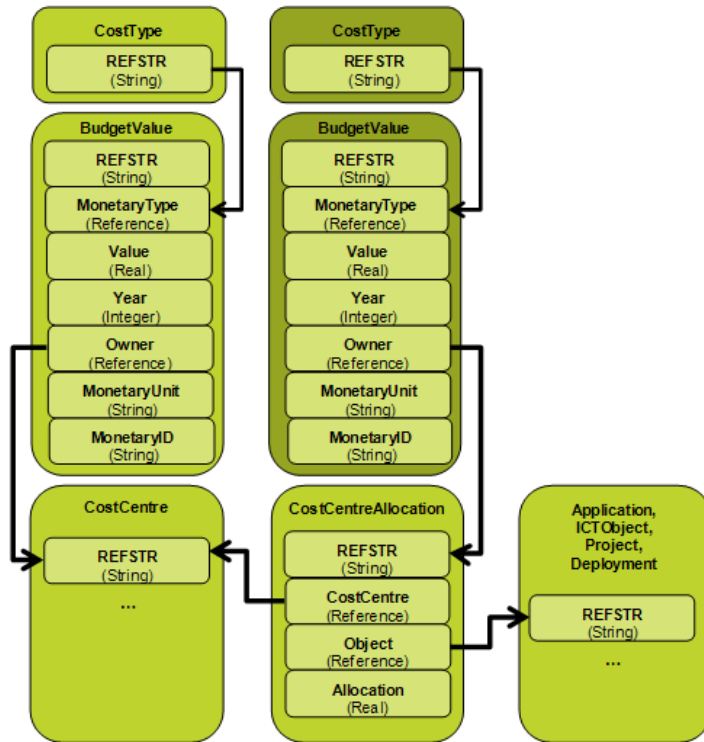 CostType
REFSTR
(String)
BudgetValue
REFSTR
(String)
MonetaryType
(Reference)
Value
(Real)
Year
(Integer)
Owner
(Reference)
MonetaryUnit
(String)
MonetaryID
(String)
CostType
REFSTR
(String)
BudgetValue
REFSTR
(String)
MonetaryType
(Reference)
Value
(Real)
Year
(Integer)
Owner
(Reference)
MonetaryUnit
(String)
MonetaryID
(String)
CostCentre
REFSTR
(String)
...
CostCentreAllocation
REFSTR
(String)
CostCentre
(Reference)
Object
(Reference)
Allocation
(Real)
Application,
ICTObject,
Project,
Deployment
REFSTR
(String)
...